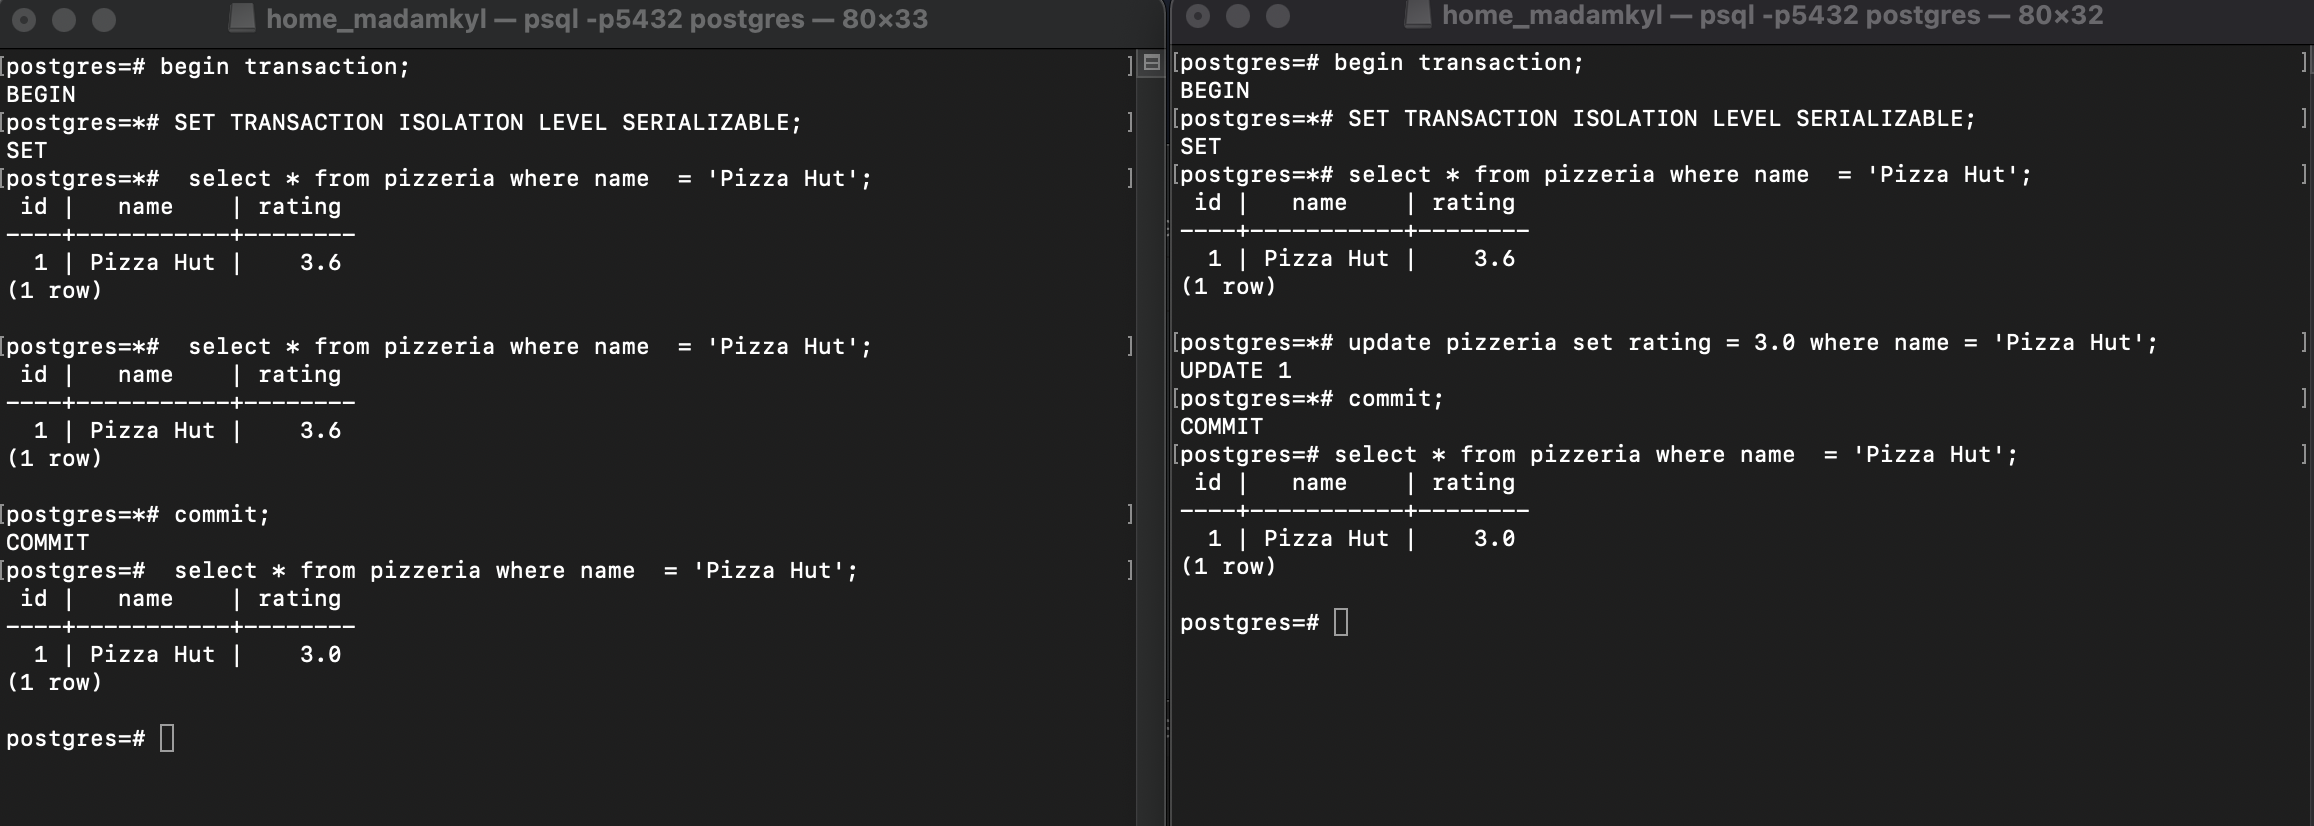 home_madamkyl — psql -p5432 postgres — 80×33
postgres=# begin transaction;
BEGIN
postgres=*# SET TRANSACTION ISOLATION LEVEL SERIALIZABLE;
SET
postgres=*#  select * from pizzeria where name  = 'Pizza Hut';
 id |   name    | rating
----+-----------+--------
  1 | Pizza Hut |    3.6
(1 row)
postgres=*#  select * from pizzeria where name  = 'Pizza Hut';
 id |   name    | rating
----+-----------+--------
  1 | Pizza Hut |    3.6
(1 row)
postgres=*# commit;
COMMIT
postgres=#  select * from pizzeria where name  = 'Pizza Hut';
 id |   name    | rating
----+-----------+--------
  1 | Pizza Hut |    3.0
(1 row)
postgres=#
home_madamkyl — psql -p5432 postgres — 80×32
postgres=# begin transaction;
BEGIN
postgres=*# SET TRANSACTION ISOLATION LEVEL SERIALIZABLE;
SET
postgres=*# select * from pizzeria where name  = 'Pizza Hut';
 id |   name    | rating
----+-----------+--------
  1 | Pizza Hut |    3.6
(1 row)
postgres=*# update pizzeria set rating = 3.0 where name = 'Pizza Hut';
UPDATE 1
postgres=*# commit;
COMMIT
postgres=# select * from pizzeria where name  = 'Pizza Hut';
 id |   name    | rating
----+-----------+--------
  1 | Pizza Hut |    3.0
(1 row)
postgres=#